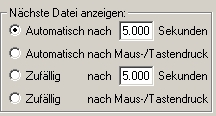 Nächste Datei anzeigen:
Automatisch nach 5.000 Sekunden
Automatisch nach Maus-/Tastendruck
Zufällig nach 5.000 Sekunden
Zufällig nach Maus-/Tastendruck